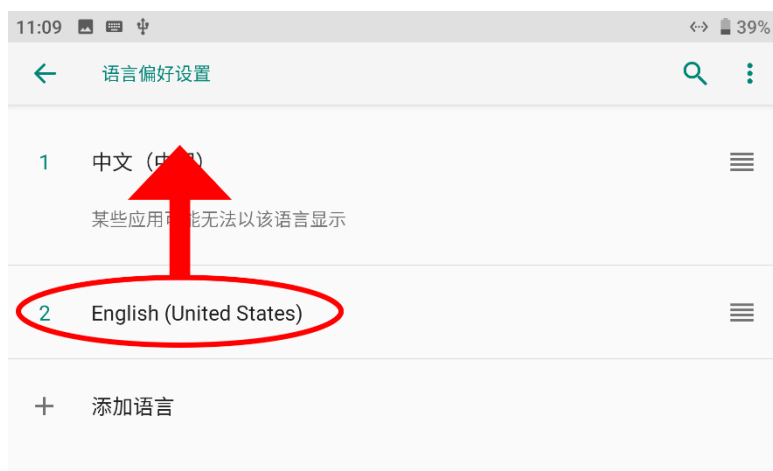 11:09 39%
语言偏好设置
1 中文（中
某些应用 能无法以该语言显示
2 English (United States)
添加语言